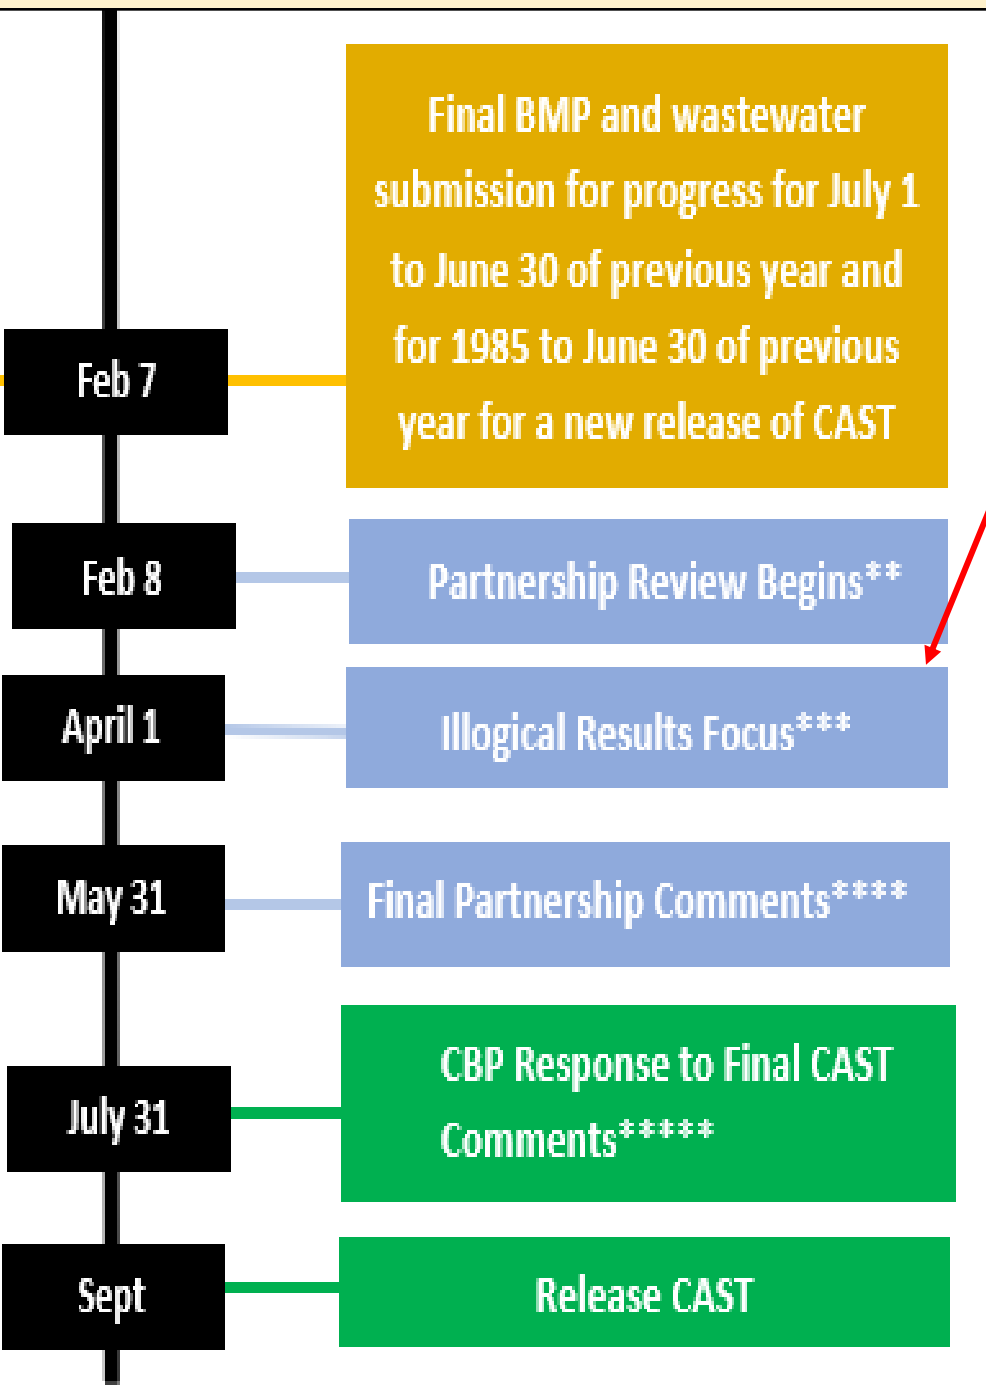 Final BMP and wastewater
submission for progress for July 1
to June 30 of previous year and
for 1985 to June 30 of previous
year for a new release of CAST
Feb 7
Feb 8
Partnership Review Begins**
April 1
Illogical Results Focus***
May 31
Final Partnership Comments****
July 31
CBP Response to Final CAST
Comments*****
Sept
Release CAST